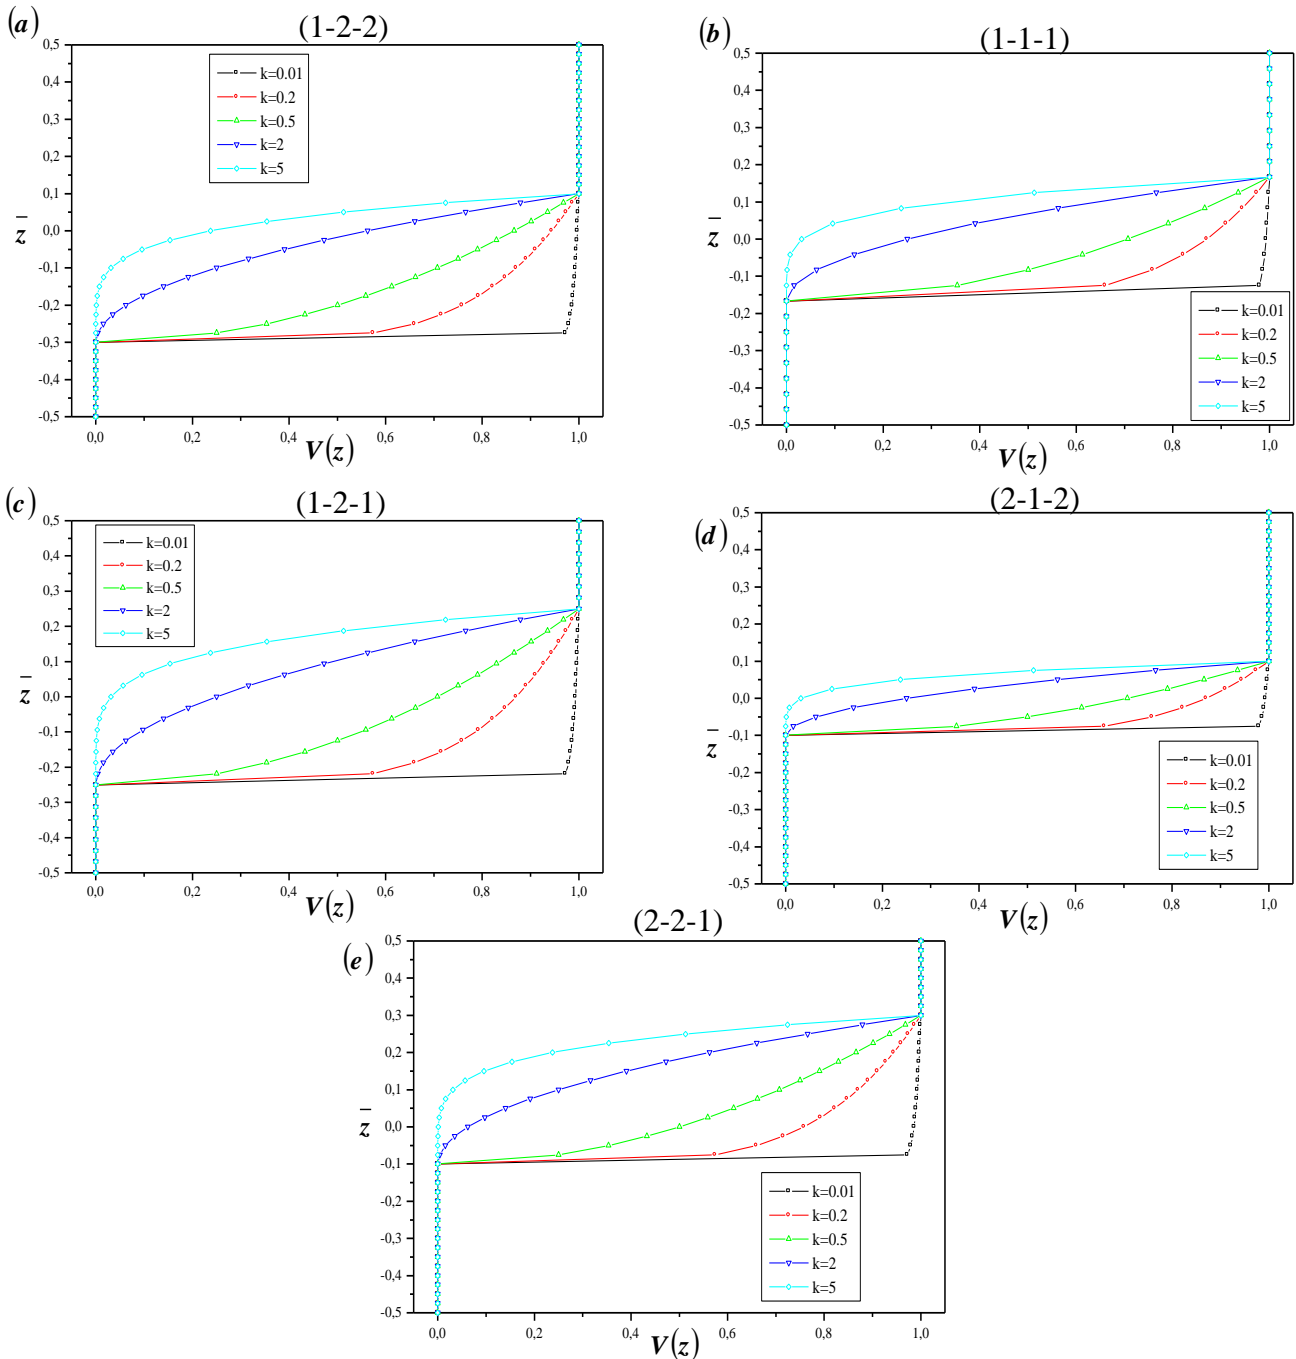 (a)
(1-2-2)
0,5
0,4
0,3
0,2
0,1
0,0
-0,1
-0,2
-0,3
-0,4
-0,5
z̄
k=0.01
k=0.2
k=0.5
k=2
k=5
0,0 0,2 0,4 0,6 0,8 1,0
V(z)
(b)
(1-1-1)
0,5
0,4
0,3
0,2
0,1
0,0
-0,1
-0,2
-0,3
-0,4
-0,5
z̄
k=0.01
k=0.2
k=0.5
k=2
k=5
0,0 0,2 0,4 0,6 0,8 1,0
V(z)
(c)
(1-2-1)
0,5
0,4
0,3
0,2
0,1
0,0
-0,1
-0,2
-0,3
-0,4
-0,5
z̄
k=0.01
k=0.2
k=0.5
k=2
k=5
0,0 0,2 0,4 0,6 0,8 1,0
V(z)
(d)
(2-1-2)
0,5
0,4
0,3
0,2
0,1
0,0
-0,1
-0,2
-0,3
-0,4
-0,5
z̄
k=0.01
k=0.2
k=0.5
k=2
k=5
0,0 0,2 0,4 0,6 0,8 1,0
V(z)
(e)
(2-2-1)
0,5
0,4
0,3
0,2
0,1
0,0
-0,1
-0,2
-0,3
-0,4
-0,5
z̄
k=0.01
k=0.2
k=0.5
k=2
k=5
0,0 0,2 0,4 0,6 0,8 1,0
V(z)